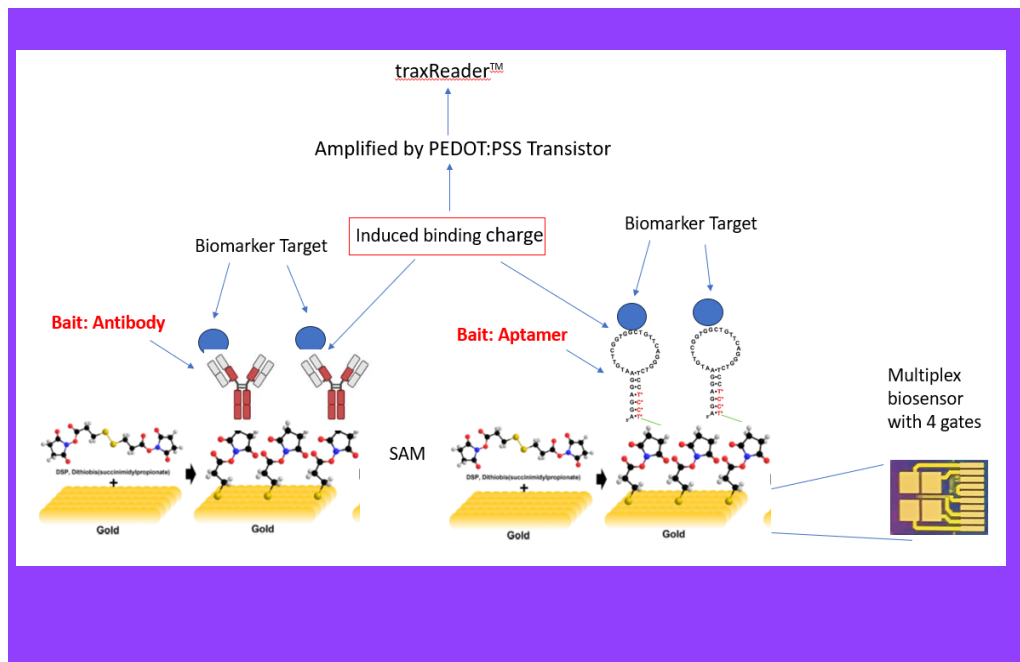 traxReader™
Amplified by PEDOT:PSS Transistor
Induced binding charge
Biomarker Target
Biomarker Target
Bait: Antibody
Bait: Aptamer
Multiplex
biosensor
with 4 gates
SAM
DSP, Dithiobis(succinimidylpropionate)
+
Gold
Gold
DSP, Dithiobis(succinimidylpropionate)
+
Gold
Gold